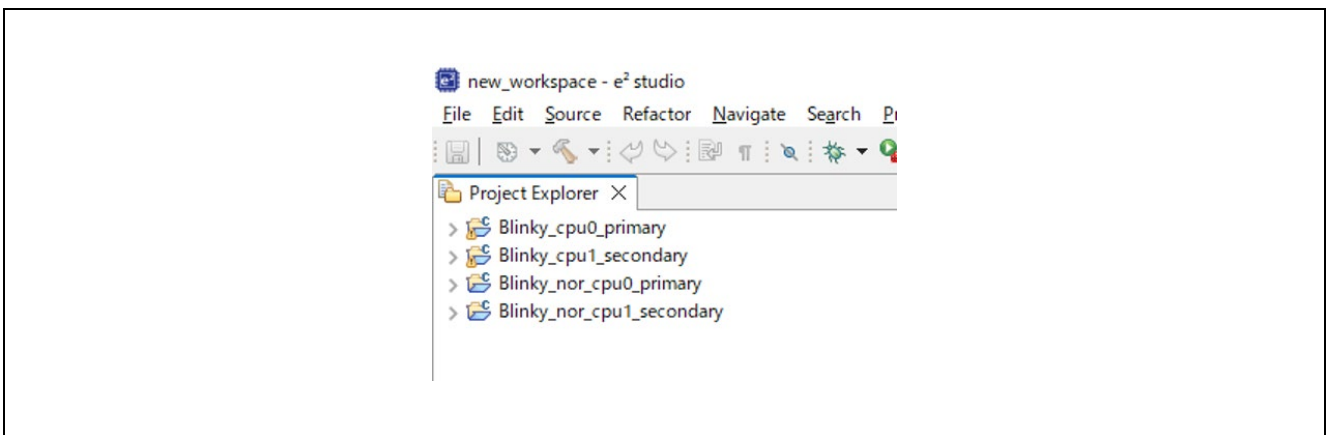 new_workspace - e² studio
File Edit Source Refactor Navigate Search
Project Explorer
Blinky_cpu0_primary
Blinky_cpu1_secondary
Blinky_nor_cpu0_primary
Blinky_nor_cpu1_secondary